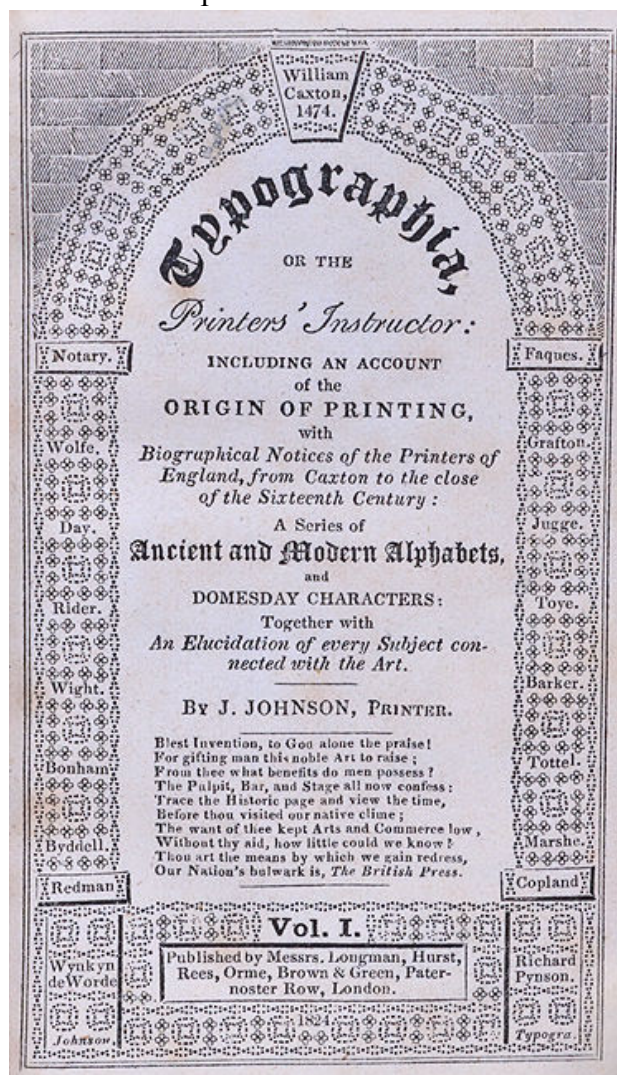 William
Caxton,
1474.
Typographia,
OR THE
Printers' Instructor:
INCLUDING AN ACCOUNT
of the
ORIGIN OF PRINTING,
with
Biographical Notices of the Printers of
England, from Caxton to the close
of the Sixteenth Century:
A Series of
Ancient and Modern Alphabets,
and
DOMESDAY CHARACTERS:
Together with
An Elucidation of every Subject con-
nected with the Art.
By J. JOHNSON, Printer.
Blest Invention, to God alone the praise!
For gifting man this noble Art to raise;
From thee what benefits do men possess?
The Pulpit, Bar, and Stage all now confess:
Trace the Historic page and view the time,
Before thou visited our native clime;
The want of thee kept Arts and Commerce low,
Without thy aid, how little could we know?
Thou art the means by which we gain redress,
Our Nation's bulwark is, The British Press.
Notary.
Wolfe.
Day.
Rider.
Wight.
Bonham
Byddell.
Redman
Faques.
Grafton.
Jugge.
Toye.
Barker.
Tottel.
Marshe.
Copland
Vol. I.
Published by Messrs. Longman, Hurst,
Rees, Orme, Brown & Green, Pater-
noster Row, London.
1824
Wynkyn
deWorde
Johnson.
Richard
Pynson.
Typogra